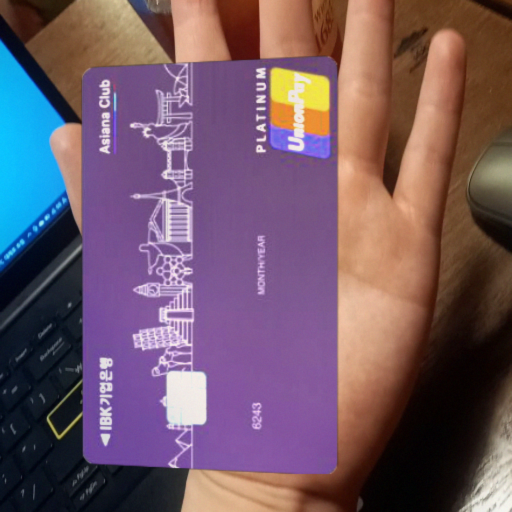 Asiana Club
IBK기업은행
PLATINUM
UnionPay
MONTH/YEAR
6243